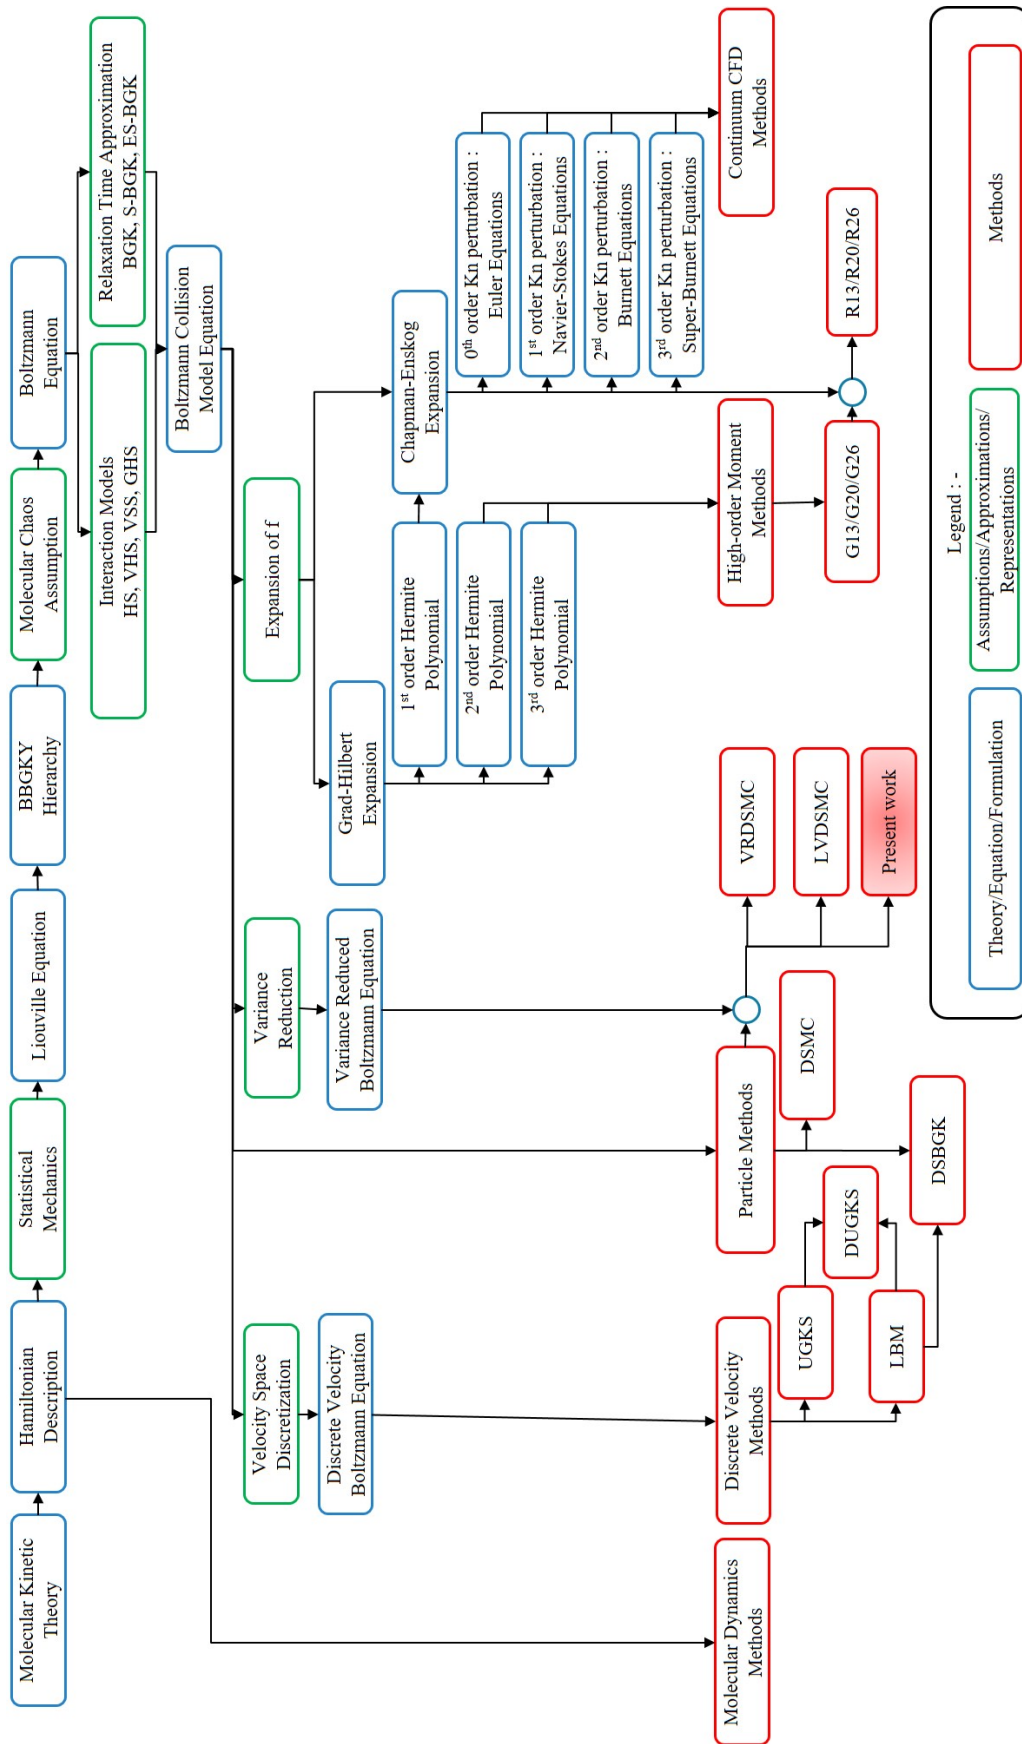 Molecular Kinetic
Theory
Hamiltonian
Description
Statistical
Mechanics
Liouville Equation
BBGKY
Hierarchy
Molecular Chaos
Assumption
Boltzmann
Equation
Interaction Models
HS, VHS, VSS, GHS
Relaxation Time Approximation
BGK, S-BGK, ES-BGK
Boltzmann Collision
Model Equation
Velocity Space
Discretization
Variance
Reduction
Expansion of f
Discrete Velocity
Boltzmann Equation
Variance Reduced
Boltzmann Equation
Grad-Hilbert
Expansion
Chapman-Enskog
Expansion
1st order Hermite
Polynomial
2nd order Hermite
Polynomial
3rd order Hermite
Polynomial
0th order Kn perturbation :
Euler Equations
1st order Kn perturbation :
Navier-Stokes Equations
2nd order Kn perturbation :
Burnett Equations
3rd order Kn perturbation :
Super-Burnett Equations
Molecular Dynamics
Methods
Discrete Velocity
Methods
Particle Methods
High-order Moment
Methods
Continuum CFD
Methods
UGKS
LBM
DUGKS
DSMC
DSBGK
VRDSMC
LVDSMC
Present work
G13/G20/G26
R13/R20/R26
Legend : -
Theory/Equation/Formulation
Assumptions/Approximations/
Representations
Methods